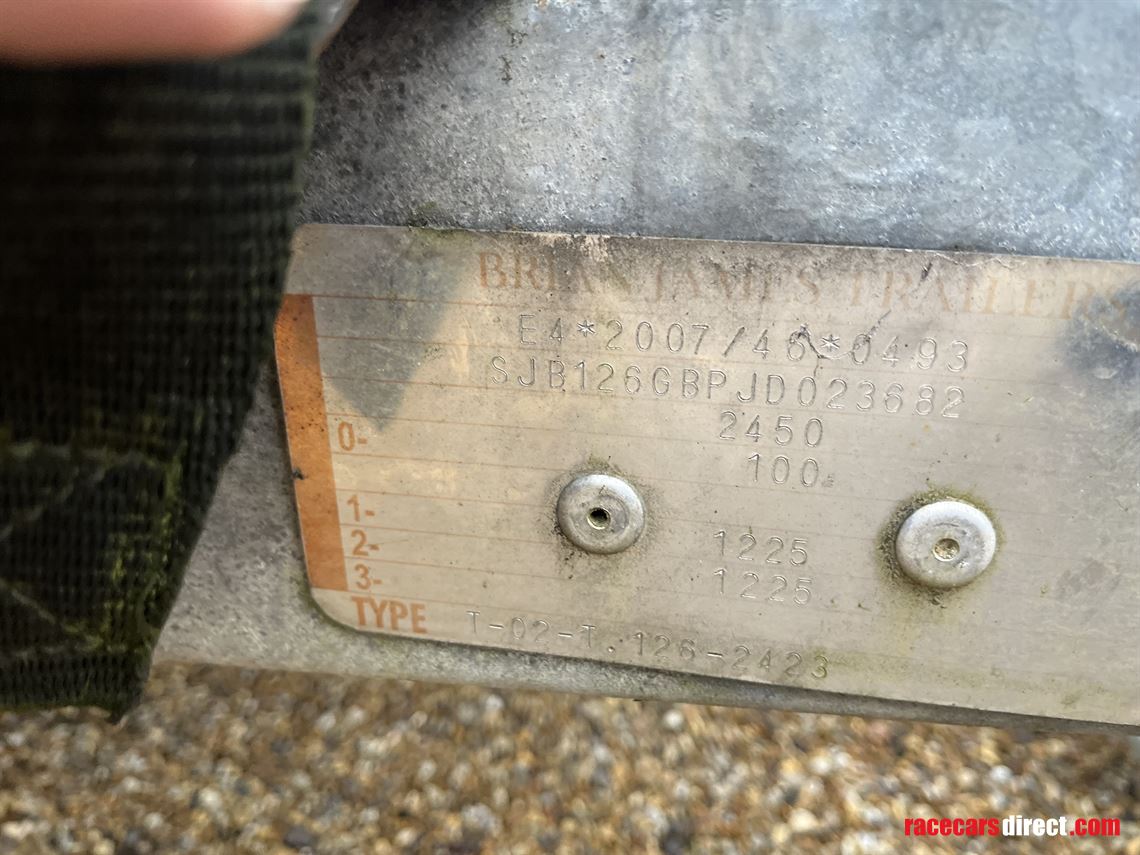 BRIAN JAMES TRAILERS
E4*2007/46*0493
SJB126GBPJD023682
2450
0- 100
1-
2- 1225
3- 1225
TYPE T-02-T.126-2423
racecarsdirect.com